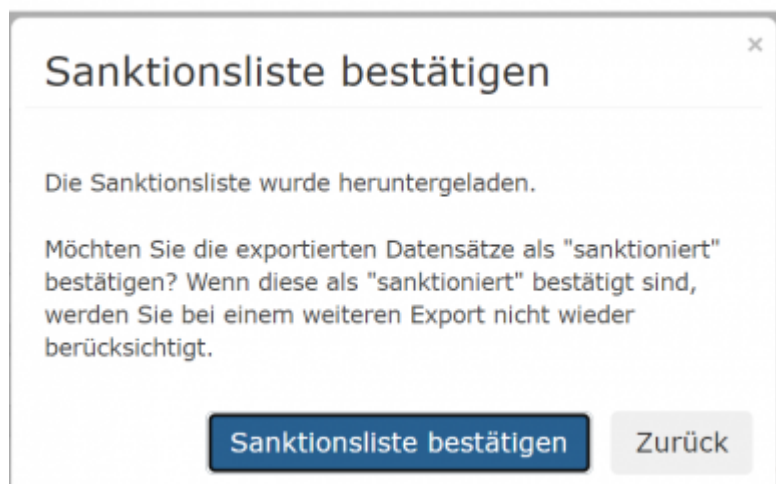 ×
Sanktionsliste bestätigen
Die Sanktionsliste wurde heruntergeladen.
Möchten Sie die exportierten Datensätze als "sanktioniert"
bestätigen? Wenn diese als "sanktioniert" bestätigt sind,
werden Sie bei einem weiteren Export nicht wieder
berücksichtigt.
Sanktionsliste bestätigen Zurück